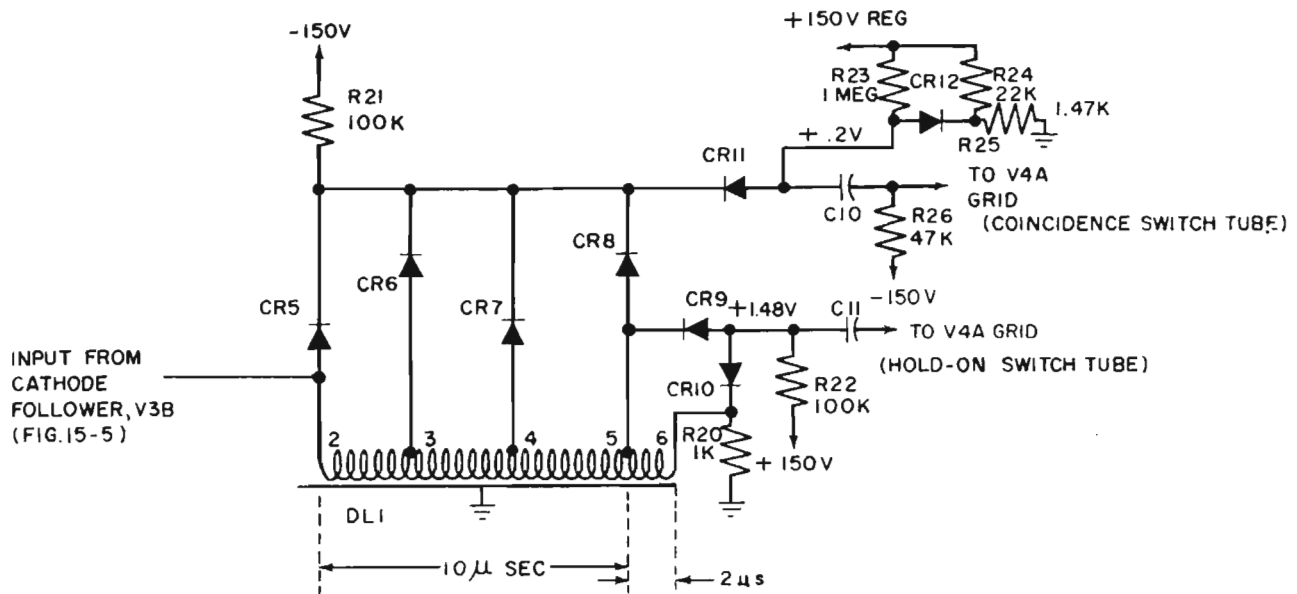 -150V
R21
100K
+150V REG
R23
1 MEG
CR12
R24
22K
1.47K
R25
+ .2V
CR11
C10
TO V4A
GRID
(COINCIDENCE SWITCH TUBE)
R26
47K
-150V
CR5
CR6
CR7
CR8
CR9
+1.48V
C11
TO V4A GRID
(HOLD-ON SWITCH TUBE)
CR10
R22
100K
R20
1K
+150V
INPUT FROM
CATHODE
FOLLOWER, V3B
(FIG.15-5)
2 3 4 5 6
DL1
10 μ SEC
2 μs